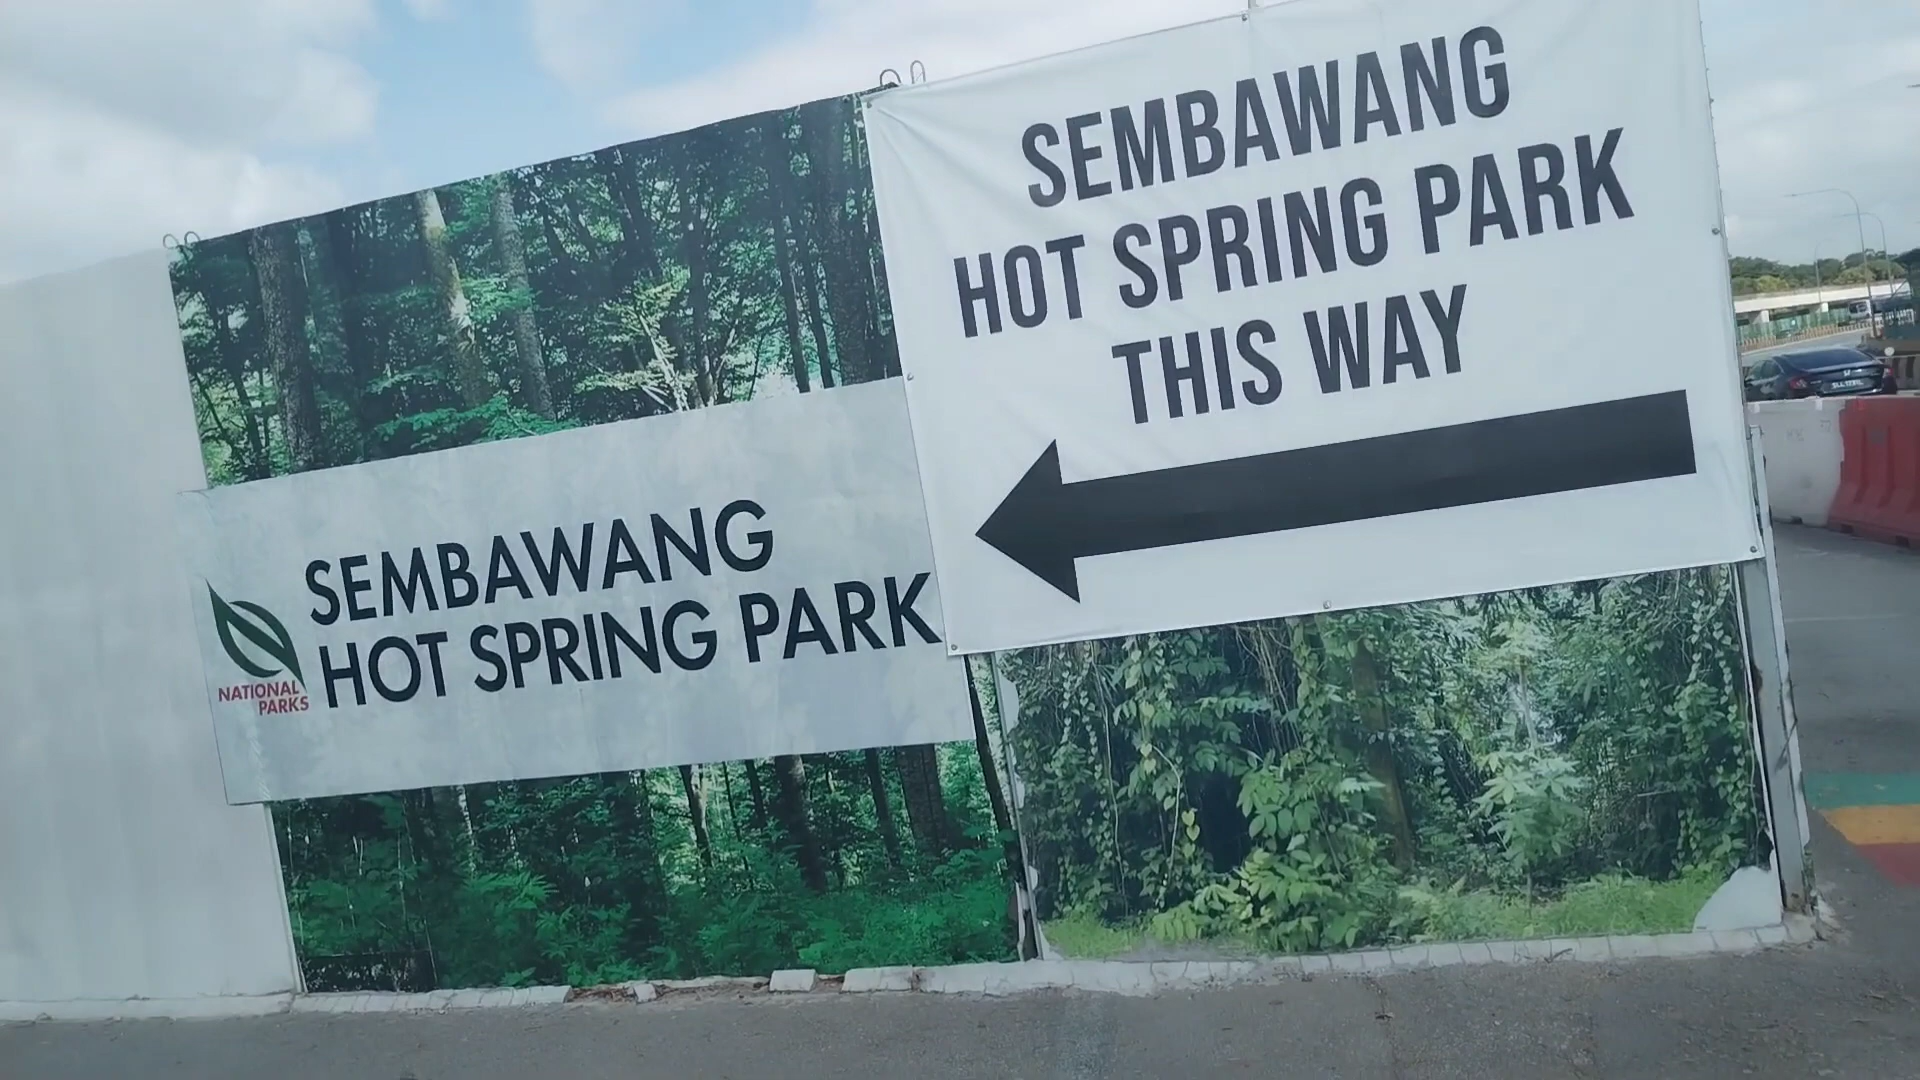 SEMBAWANG
HOT SPRING PARK
THIS WAY
SEMBAWANG
HOT SPRING PARK
NATIONAL
PARKS